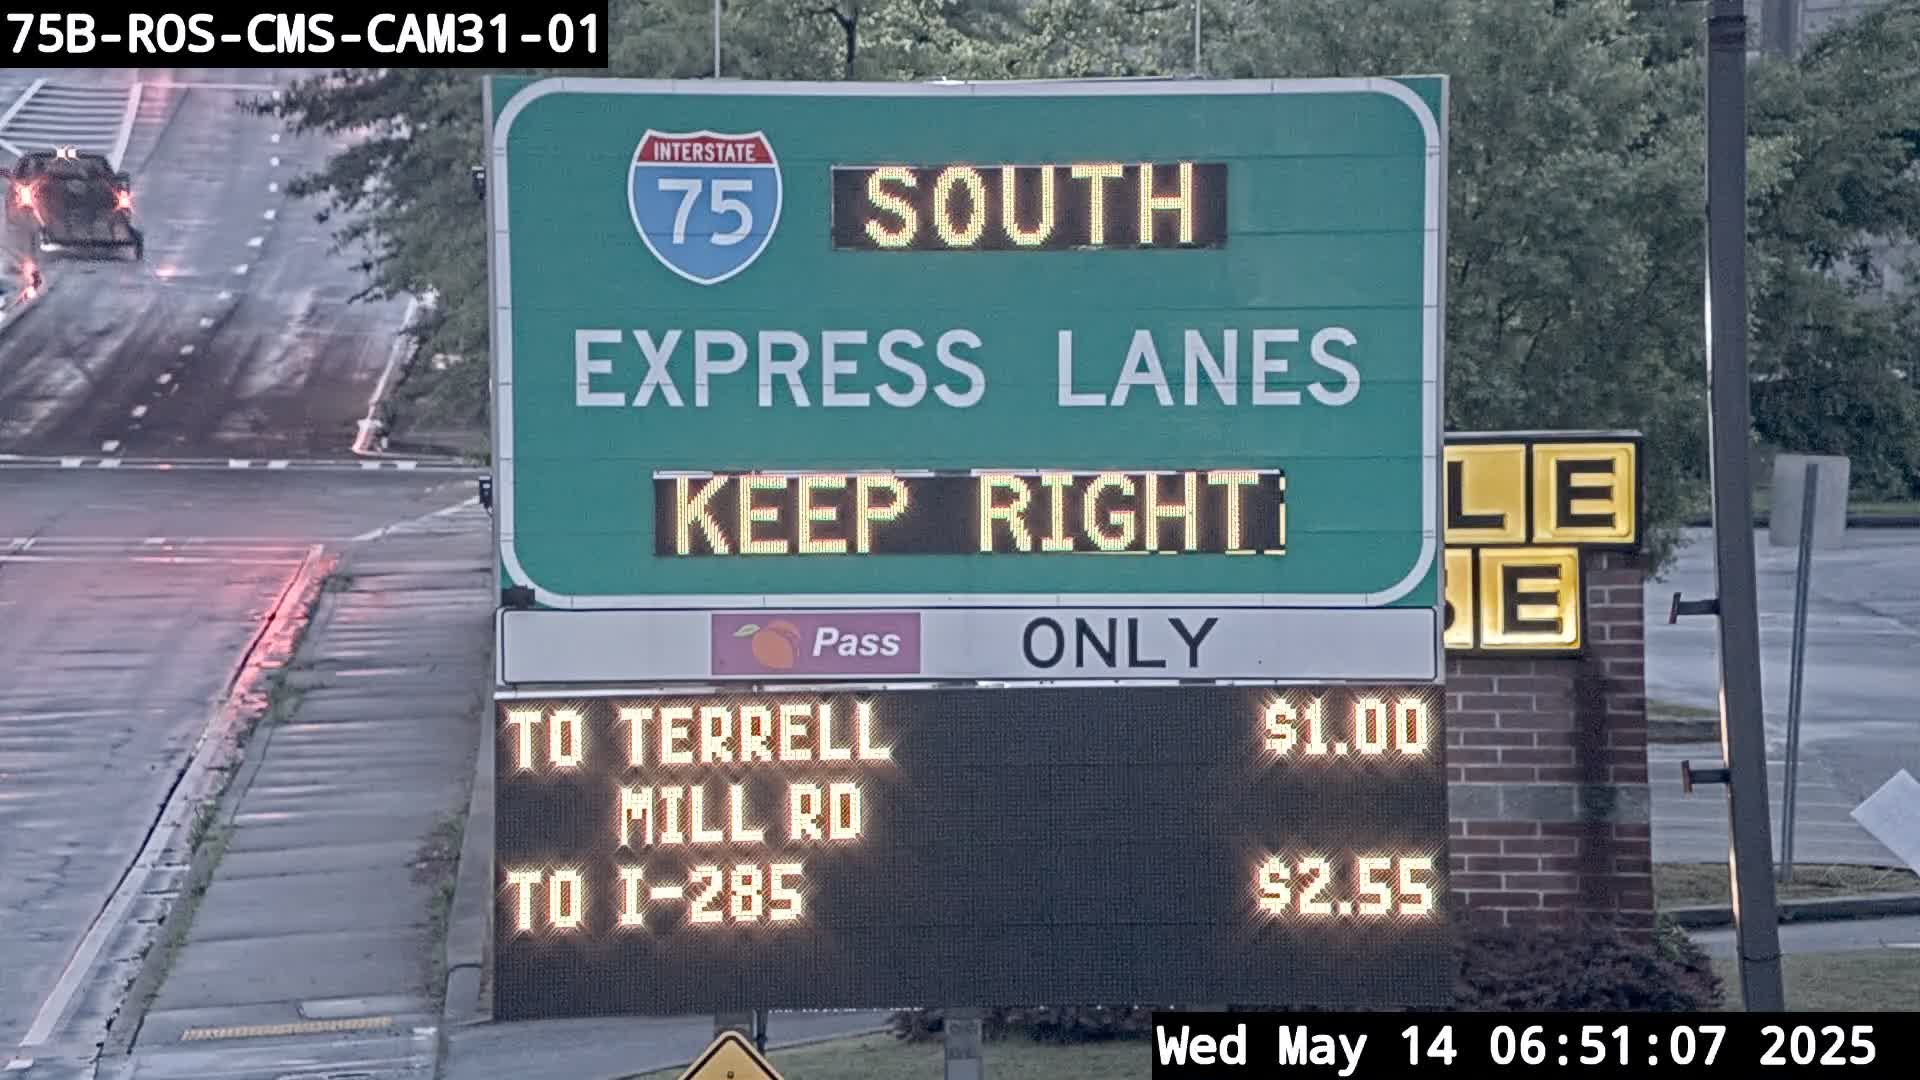 75B-ROS-CMS-CAM31-01
INTERSTATE
75
SOUTH
EXPRESS LANES
KEEP RIGHT
Pass ONLY
LE
E
TO TERRELL $1.00
MILL RD
TO I-285 $2.55
Wed May 14 06:51:07 2025